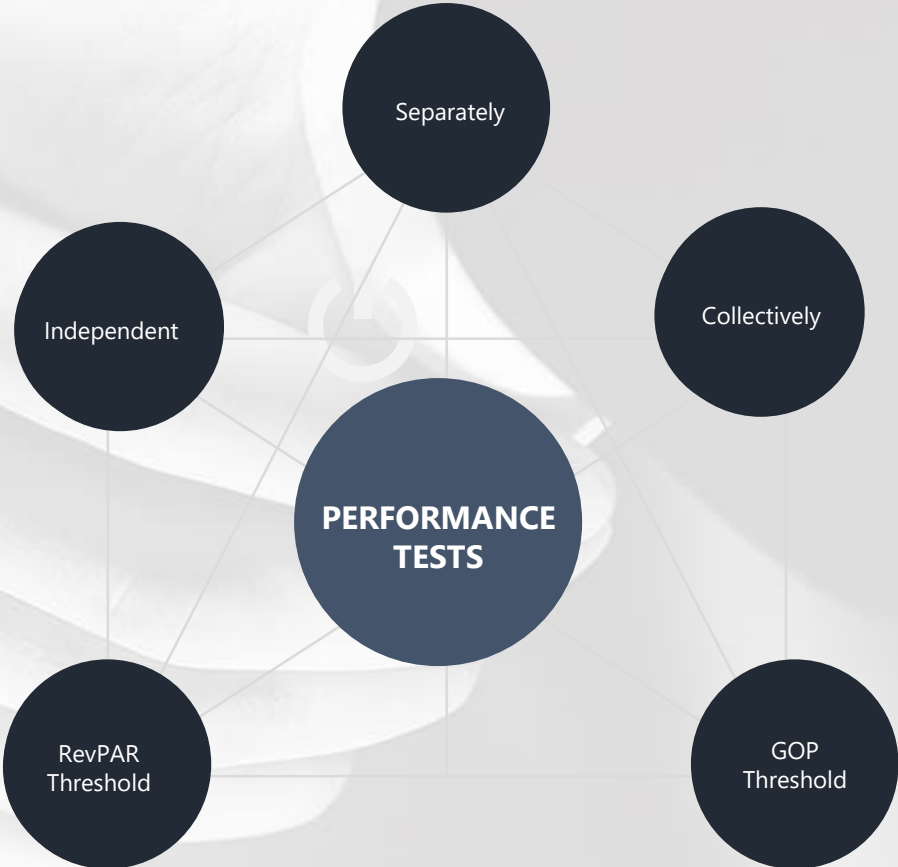 Separately
Independent
Collectively
PERFORMANCE
TESTS
RevPAR
Threshold
GOP
Threshold